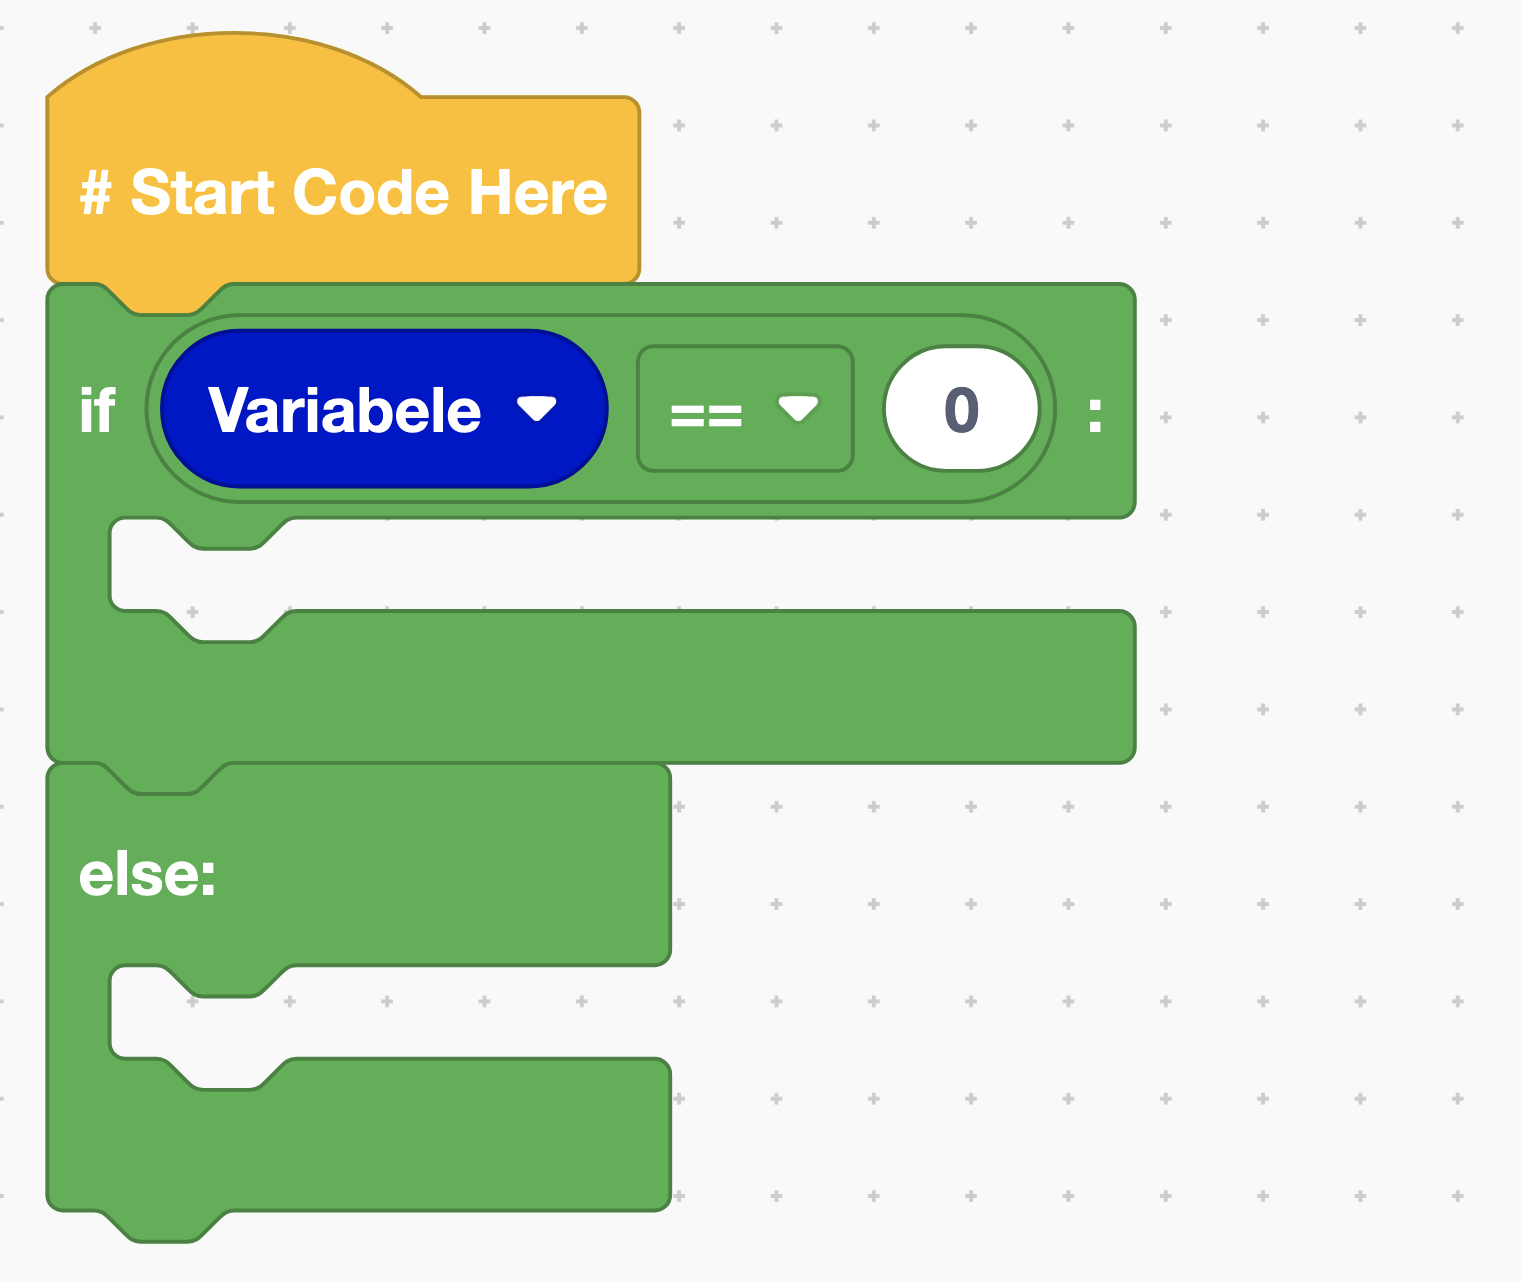 # Start Code Here
if Variabele == 0 :
else: